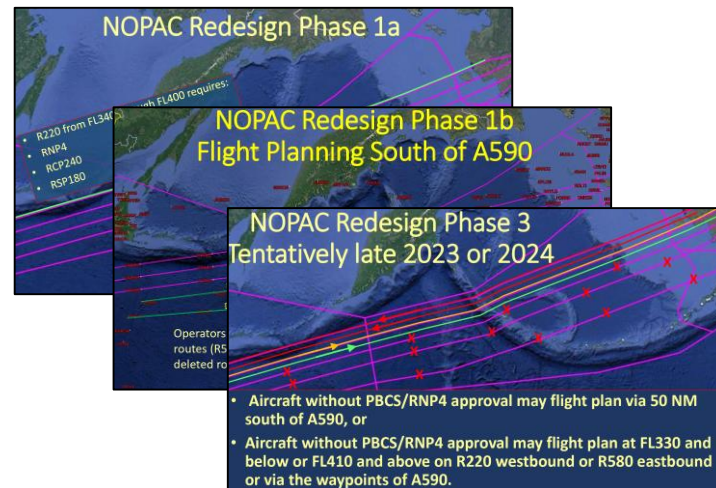 NOPAC Redesign Phase 1a
R220 from FL340 through FL400 requires:
RNP4
RCP240
RSP180
NOPAC Redesign Phase 1b
Flight Planning South of A590
Operators
routes (R5
deleted ro
NOPAC Redesign Phase 3
Tentatively late 2023 or 2024
Aircraft without PBCS/RNP4 approval may flight plan via 50 NM
south of A590, or
Aircraft without PBCS/RNP4 approval may flight plan at FL330 and
below or FL410 and above on R220 westbound or R580 eastbound
or via the waypoints of A590.